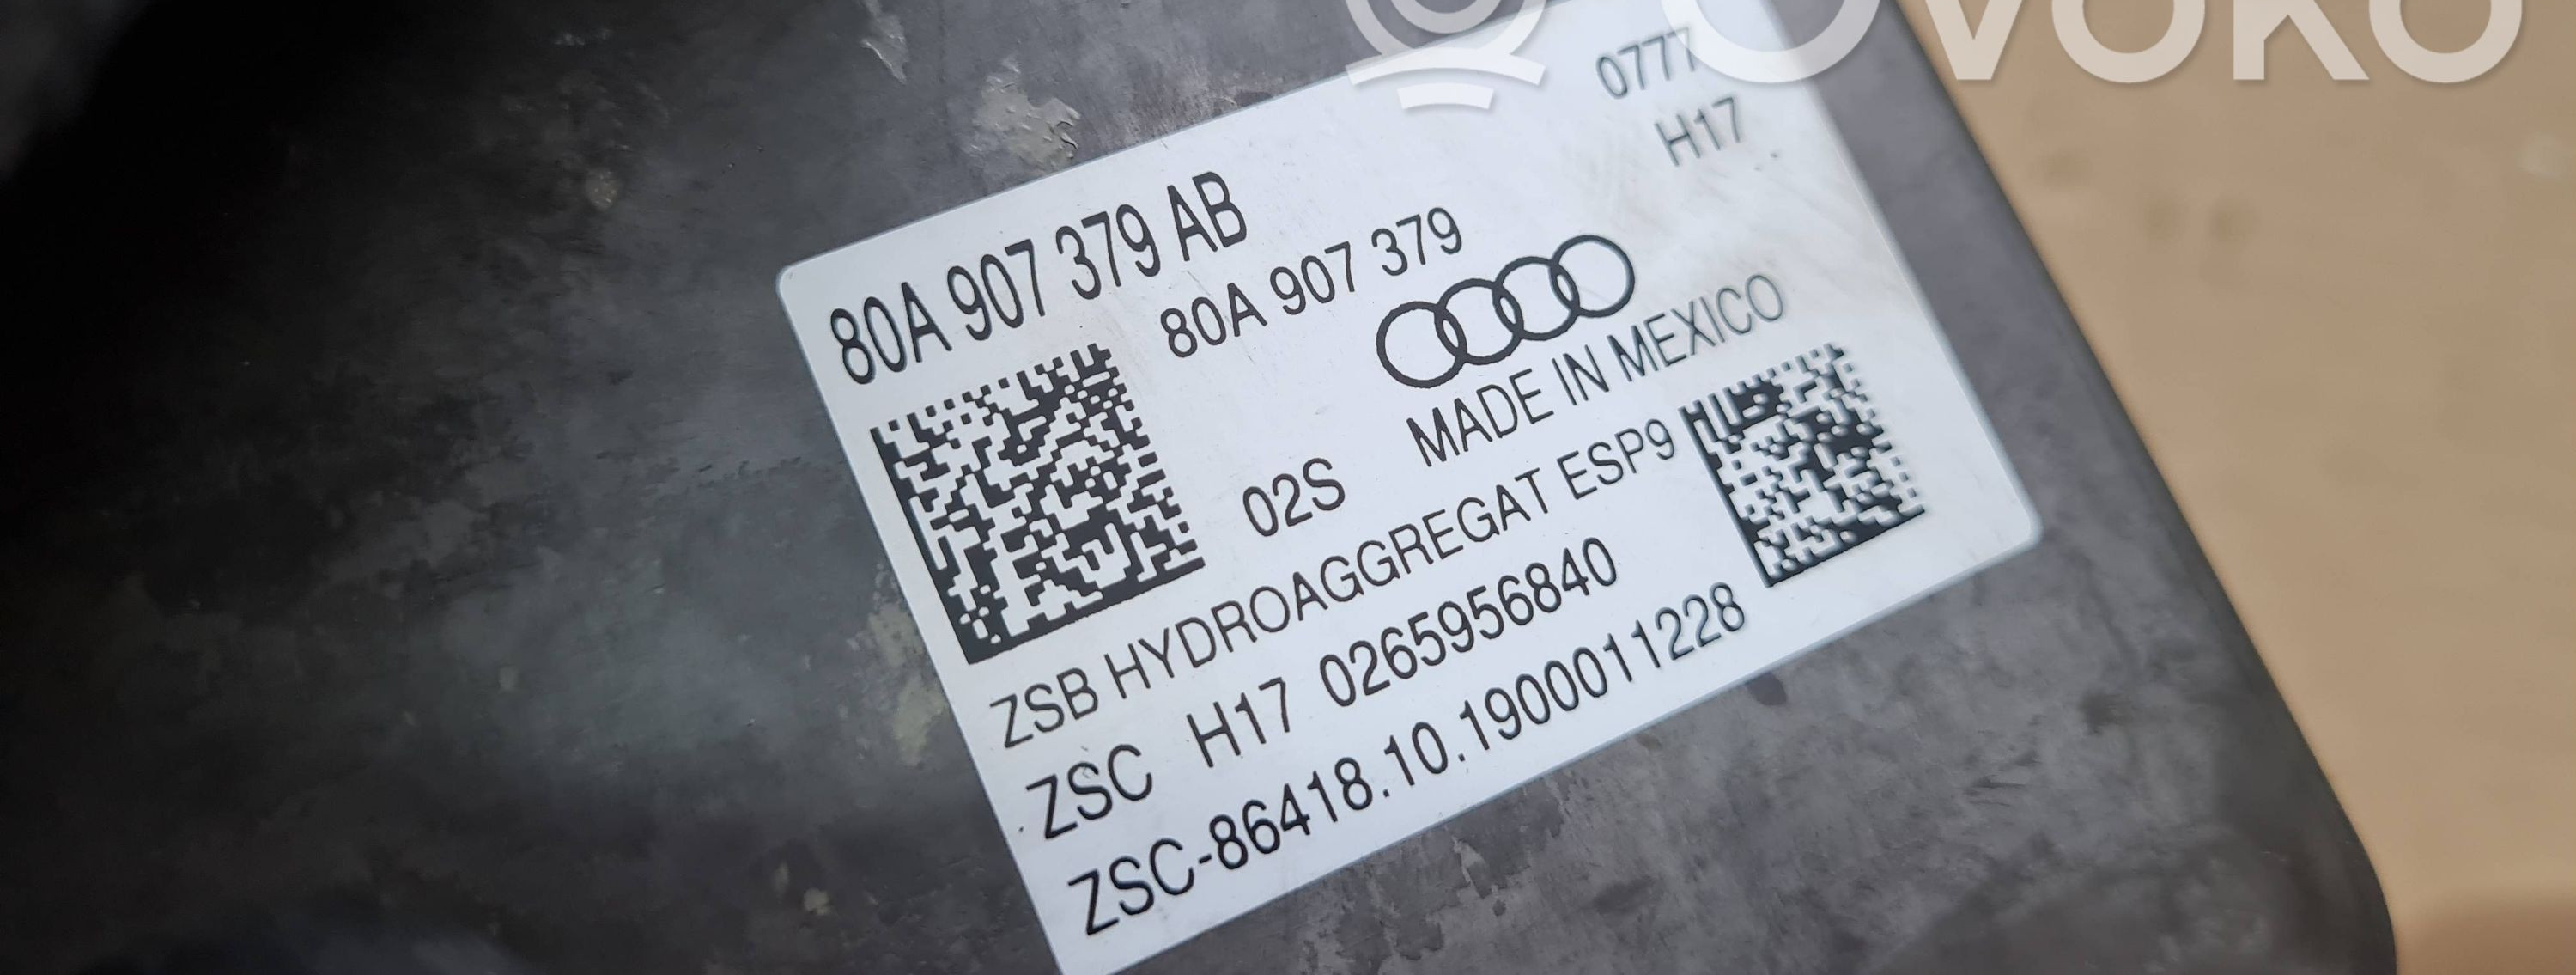 OVOKO
0777
H17
80A 907 379 AB
80A 907 379
MADE IN MEXICO
02S
ZSB HYDROAGGREGAT ESP9
ZSC H17 0265956840
ZSC-86418.10.1900011228